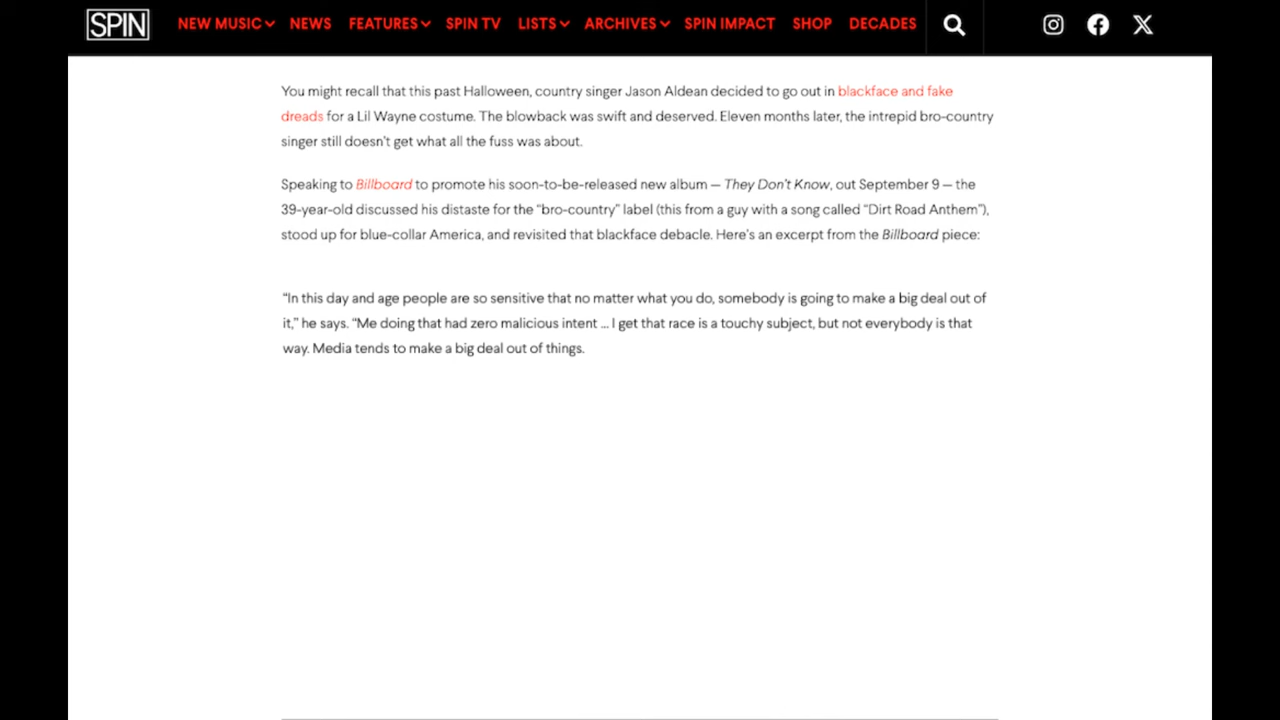 SPIN NEW MUSIC NEWS FEATURES SPIN TV LISTS ARCHIVES SPIN IMPACT SHOP DECADES
You might recall that this past Halloween, country singer Jason Aldean decided to go out in blackface and fake
dreads for a Lil Wayne costume. The blowback was swift and deserved. Eleven months later, the intrepid bro-country
singer still doesn’t get what all the fuss was about.
Speaking to Billboard to promote his soon-to-be-released new album — They Don’t Know, out September 9 — the
39-year-old discussed his distaste for the “bro-country” label (this from a guy with a song called “Dirt Road Anthem”),
stood up for blue-collar America, and revisited that blackface debacle. Here’s an excerpt from the Billboard piece:
“In this day and age people are so sensitive that no matter what you do, somebody is going to make a big deal out of
it,” he says. “Me doing that had zero malicious intent ... I get that race is a touchy subject, but not everybody is that
way. Media tends to make a big deal out of things.